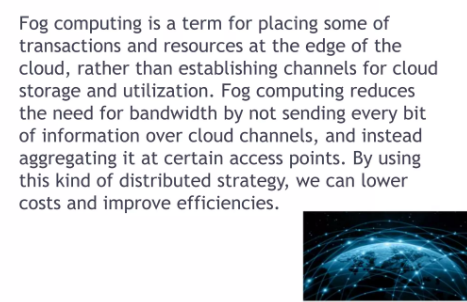 Fog computing is a term for placing some of
transactions and resources at the edge of the
cloud, rather than establishing channels for cloud
storage and utilization. Fog computing reduces
the need for bandwidth by not sending every bit
of information over cloud channels, and instead
aggregating it at certain access points. By using
this kind of distributed strategy, we can lower
costs and improve efficiencies.